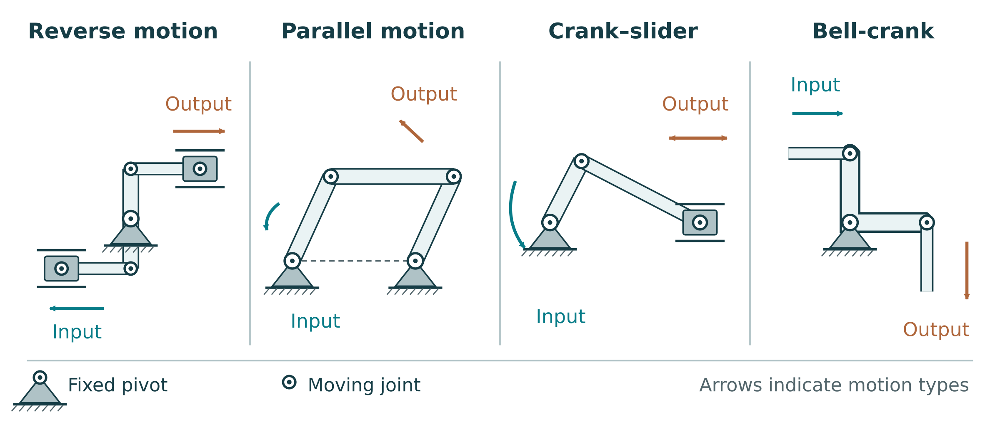 Reverse motion
Parallel motion
Crank–slider
Bell-crank
Output
Input
Output
Input
Output
Input
Input
Output
Fixed pivot
Moving joint
Arrows indicate motion types